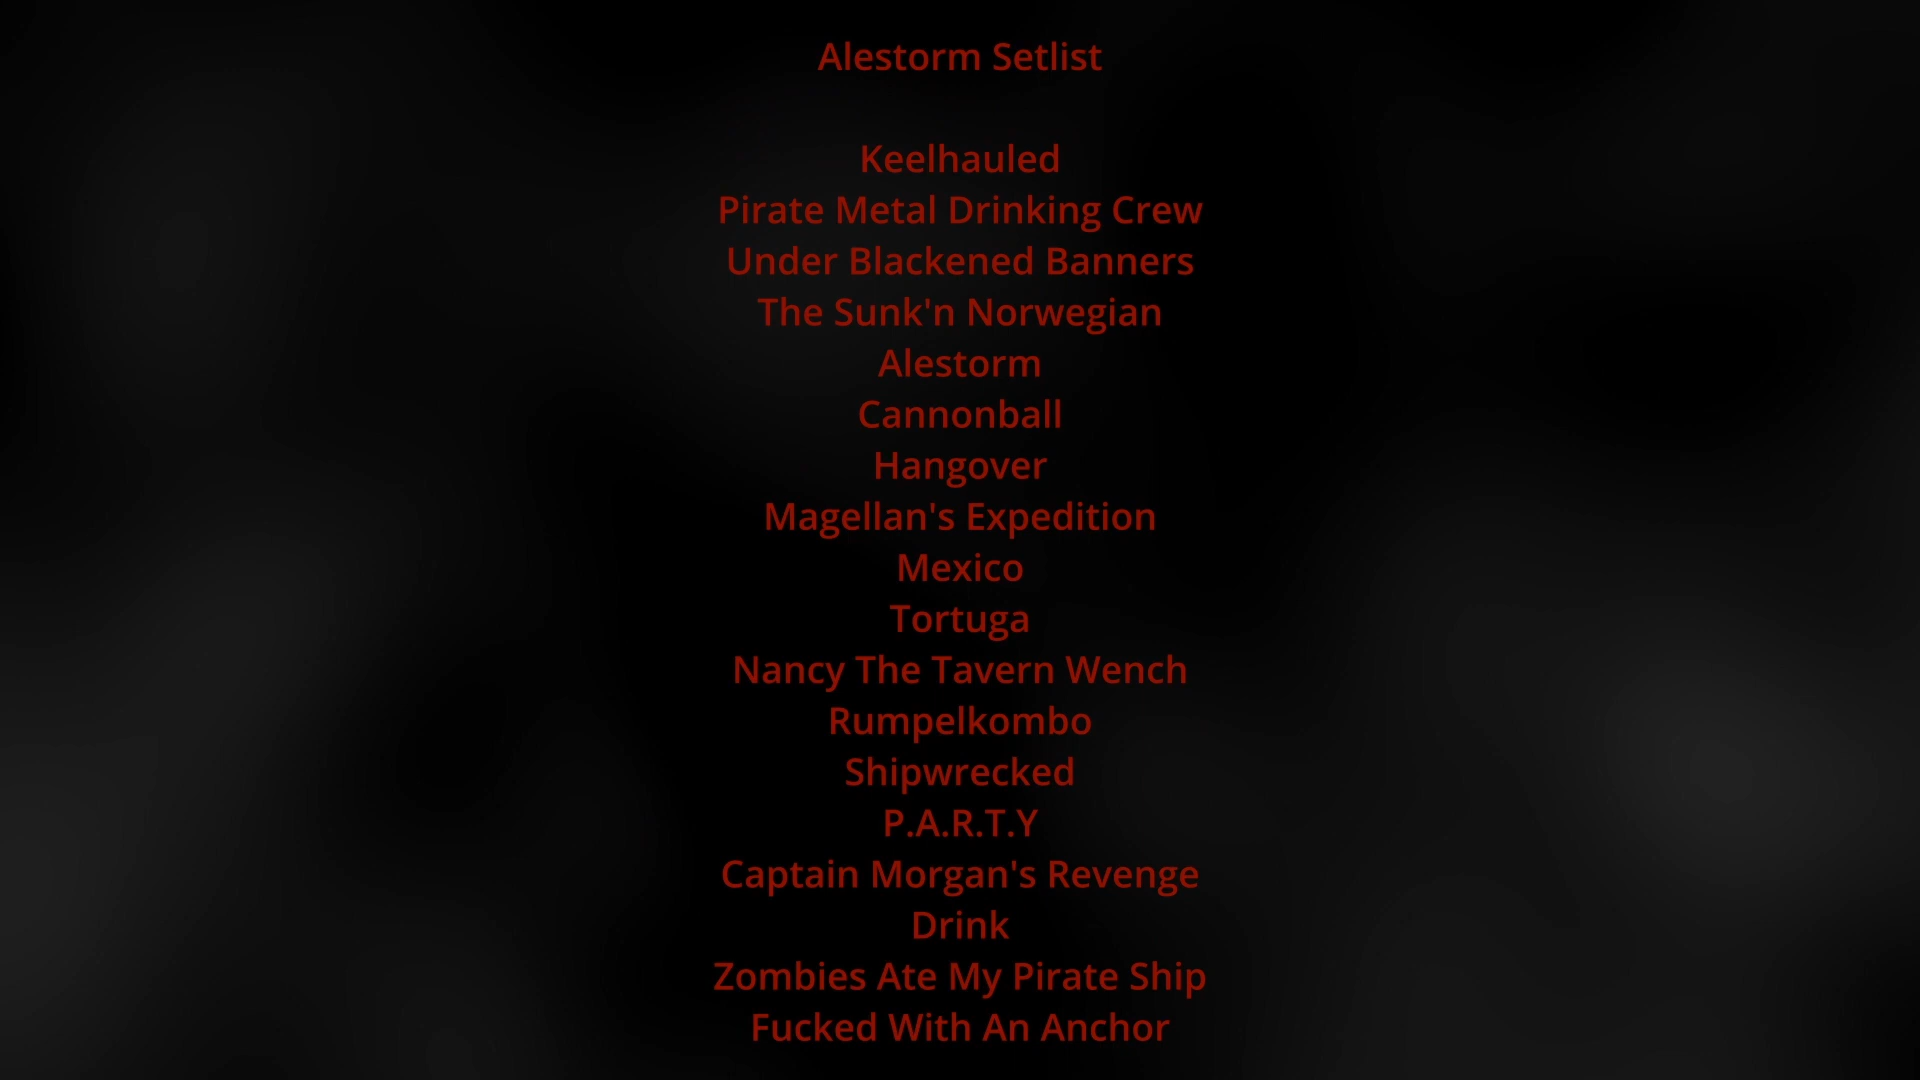 Alestorm Setlist
Keelhauled
Pirate Metal Drinking Crew
Under Blackened Banners
The Sunk'n Norwegian
Alestorm
Cannonball
Hangover
Magellan's Expedition
Mexico
Tortuga
Nancy The Tavern Wench
Rumpelkombo
Shipwrecked
P.A.R.T.Y
Captain Morgan's Revenge
Drink
Zombies Ate My Pirate Ship
Fucked With An Anchor